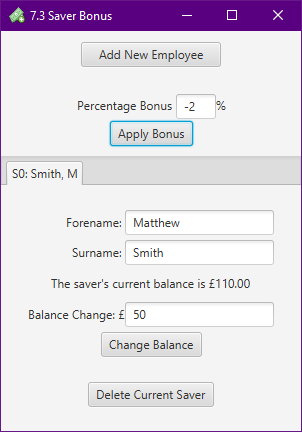 7.3 Saver Bonus
Add New Employee
Percentage Bonus -2 %
Apply Bonus
S0: Smith, M
Forename: Matthew
Surname: Smith
The saver's current balance is £110.00
Balance Change: £ 50
Change Balance
Delete Current Saver